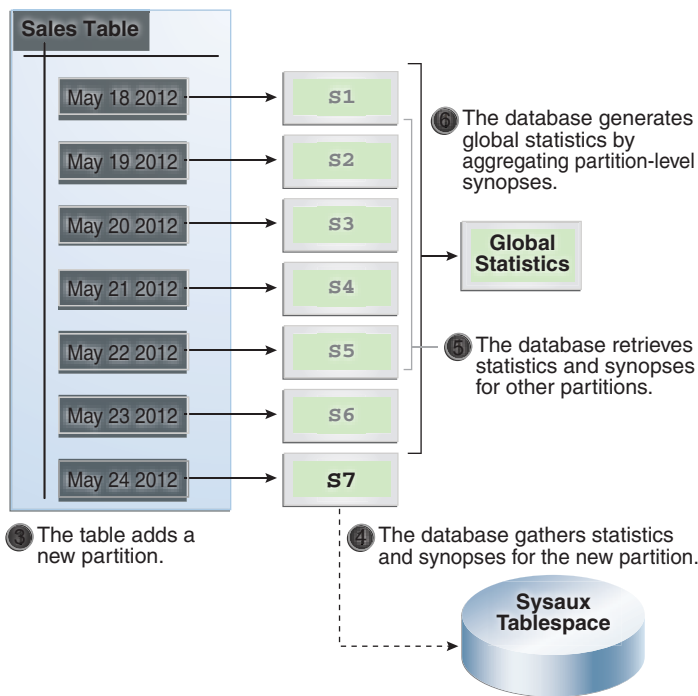 Sales Table
May 18 2012
S1
May 19 2012
S2
May 20 2012
S3
May 21 2012
S4
May 22 2012
S5
May 23 2012
S6
May 24 2012
S7
6 The database generates
global statistics by
aggregating partition-level
synopses.
Global
Statistics
5 The database retrieves
statistics and synopses
for other partitions.
3 The table adds a
new partition.
4 The database gathers statistics
and synopses for the new partition.
Sysaux
Tablespace